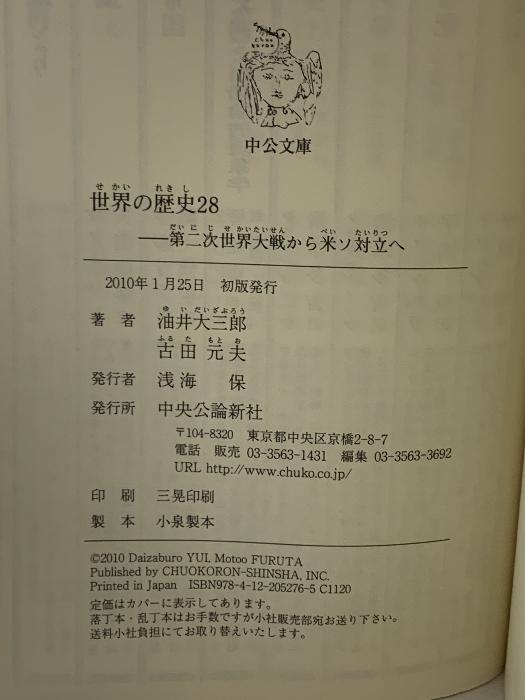 中公文庫
世界の歴史28
――第二次世界大戦から米ソ対立へ
2010年1月25日 初版発行
著者 油井大三郎
古田元夫
発行者 浅海 保
発行所 中央公論新社
〒104-8320 東京都中央区京橋2-8-7
電話 販売 03-3563-1431 編集 03-3563-3692
URL http://www.chuko.co.jp/
印刷 三晃印刷
製本 小泉製本
©2010 Daizaburo YUI, Motoo FURUTA
Published by CHUOKORON-SHINSHA, INC.
Printed in Japan ISBN978-4-12-205276-5 C1120
定価はカバーに表示してあります。
落丁本・乱丁本はお手数ですが小社販売部宛お送り下さい。
送料小社負担にてお取り替えいたします。